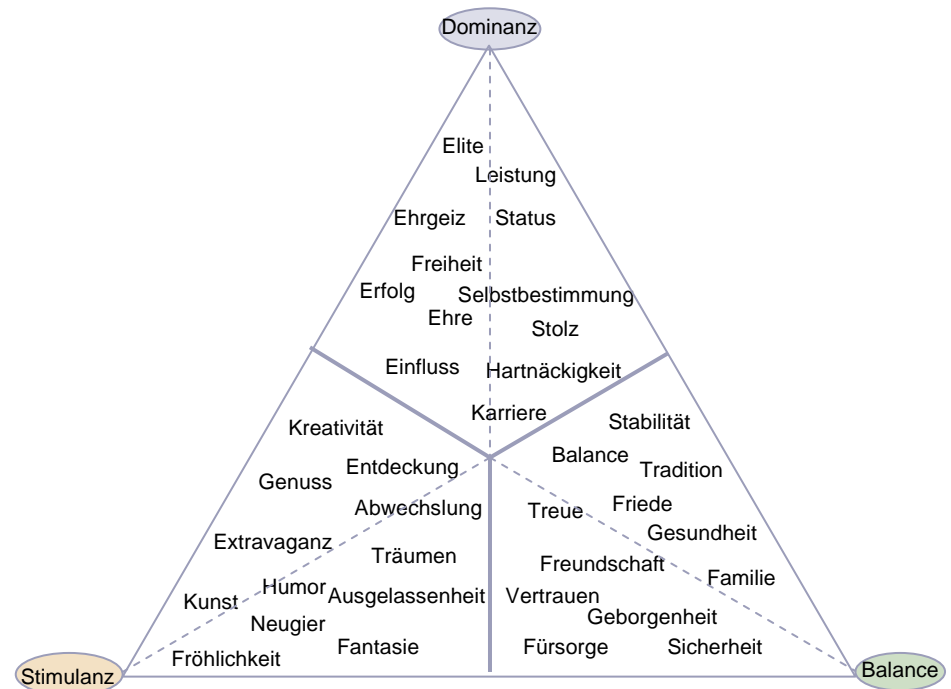 Dominanz
Elite
Leistung
Ehrgeiz
Status
Freiheit
Erfolg
Selbstbestimmung
Ehre
Stolz
Einfluss
Hartnäckigkeit
Karriere
Kreativität
Entdeckung
Genuss
Abwechslung
Extravaganz
Träumen
Humor
Kunst
Ausgelassenheit
Neugier
Fantasie
Fröhlichkeit
Stimulanz
Stabilität
Balance
Tradition
Treue
Friede
Gesundheit
Freundschaft
Familie
Vertrauen
Geborgenheit
Fürsorge
Sicherheit
Balance